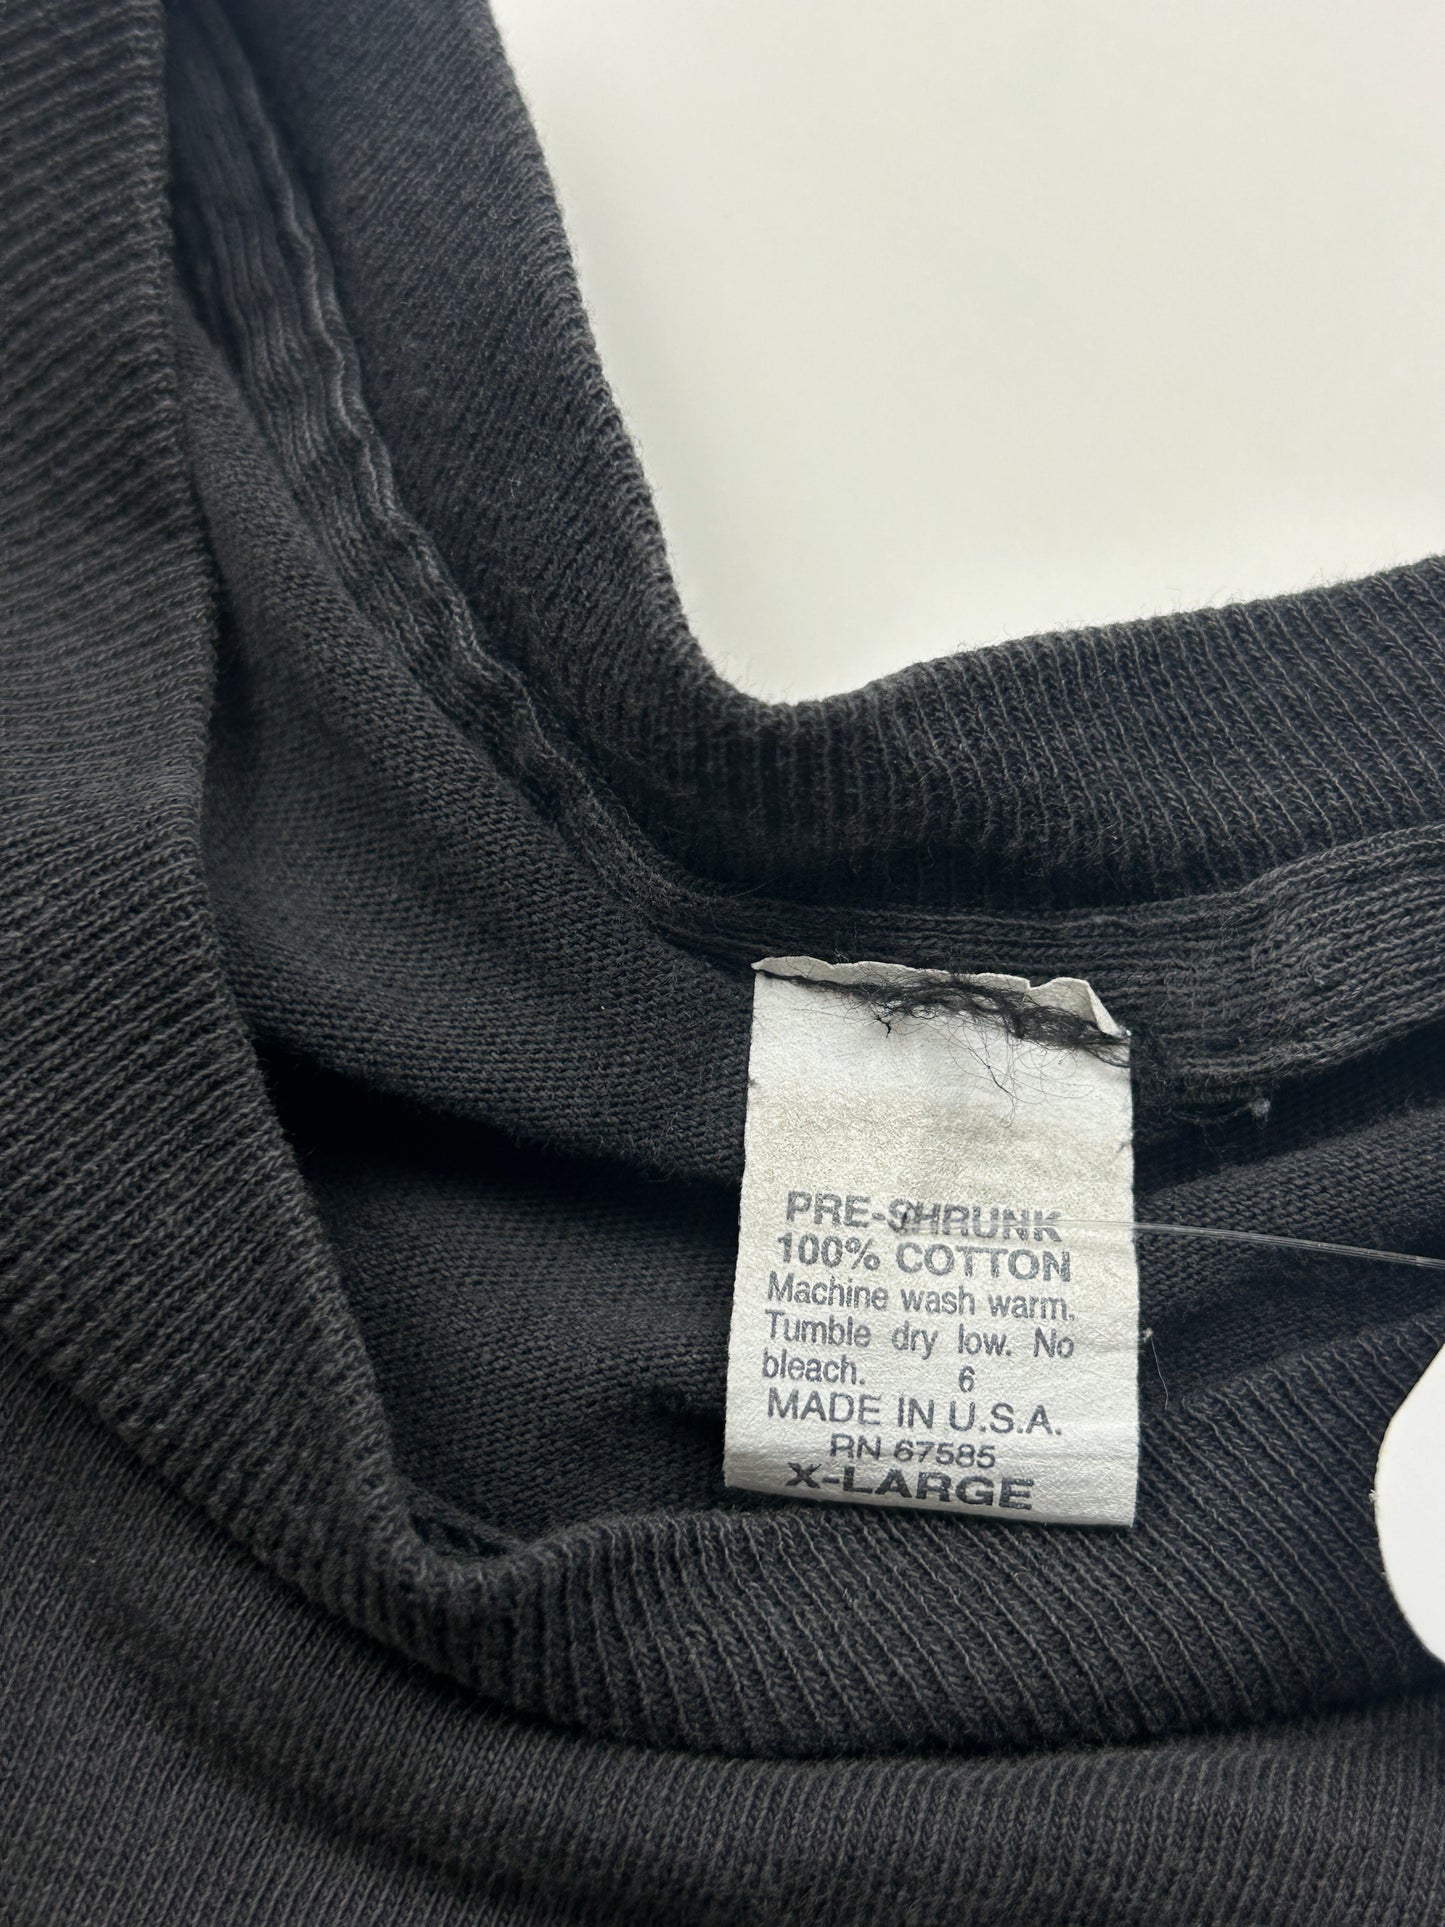 PRE-SHRUNK
100% COTTON
Machine wash warm.
Tumble dry low. No
bleach. 6
MADE IN U.S.A.
RN 67585
X-LARGE